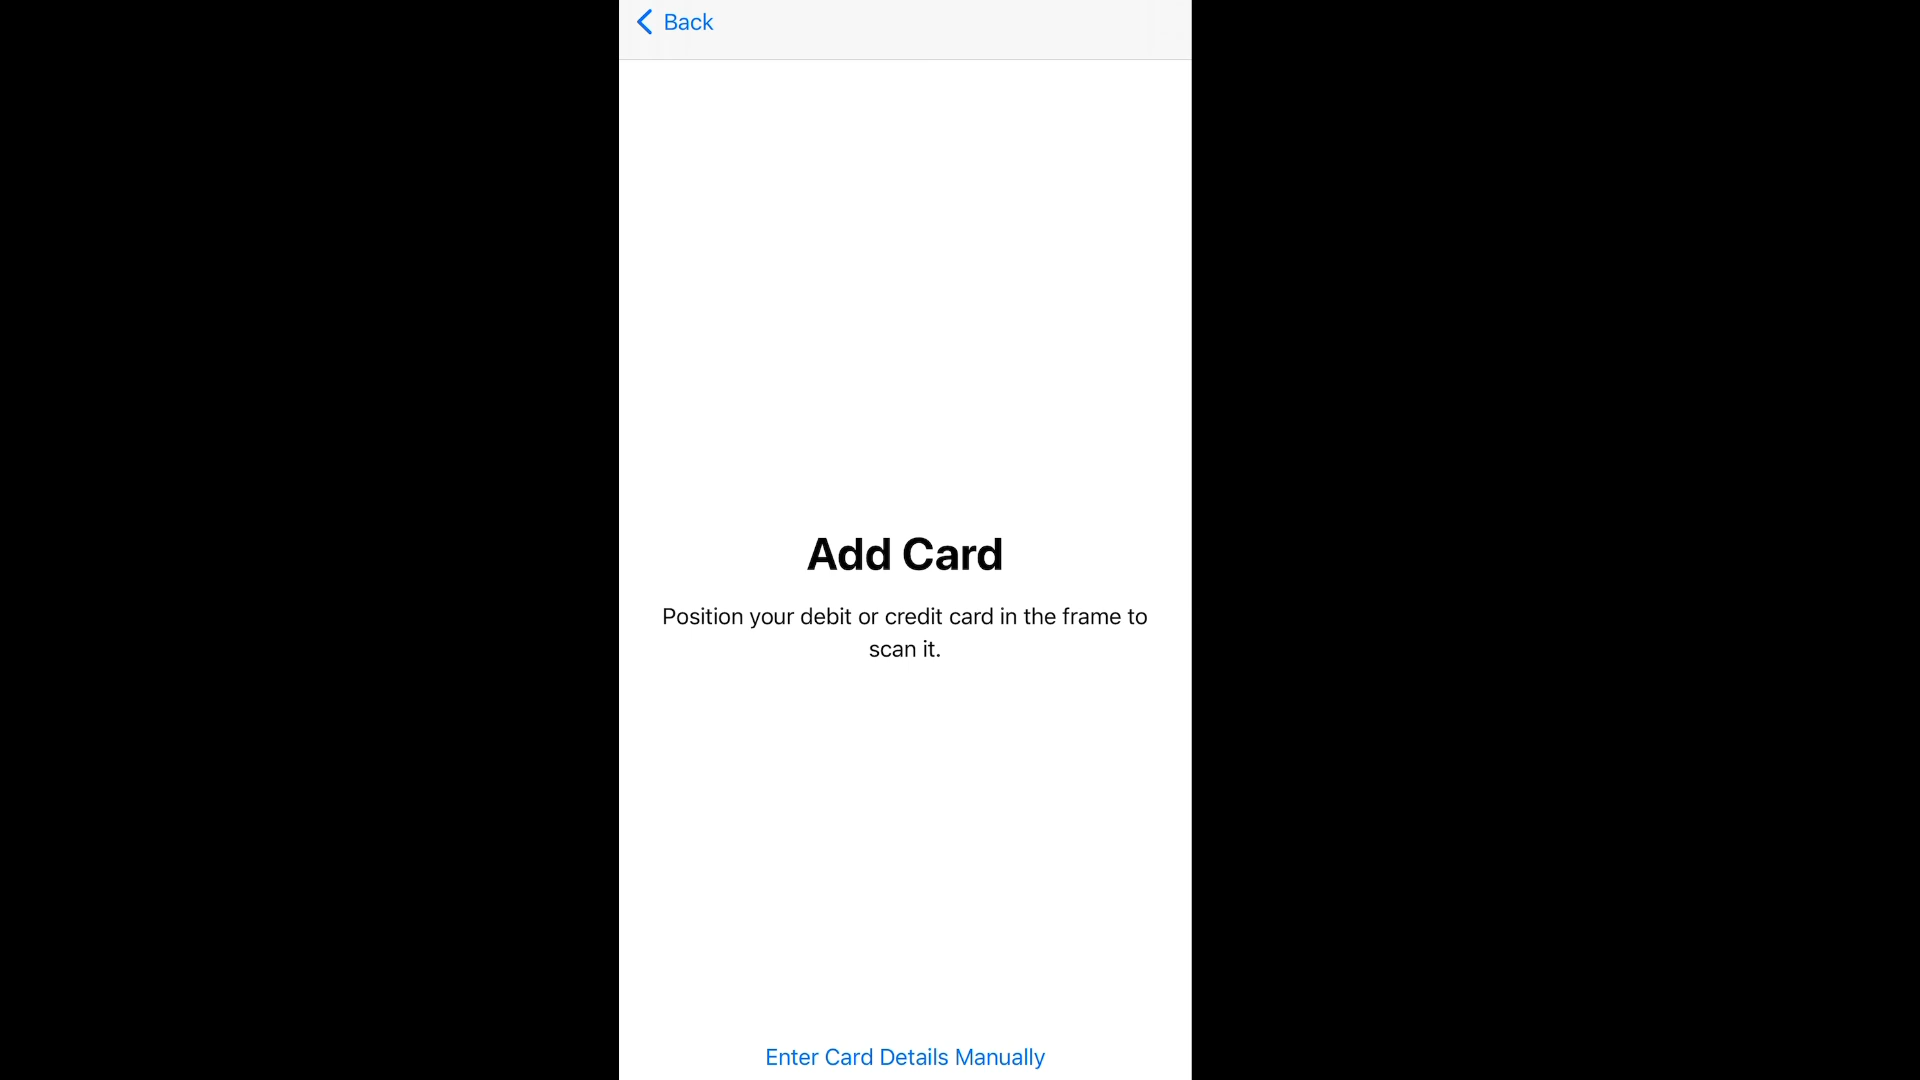 Back
Add Card
Position your debit or credit card in the frame to
scan it.
Enter Card Details Manually